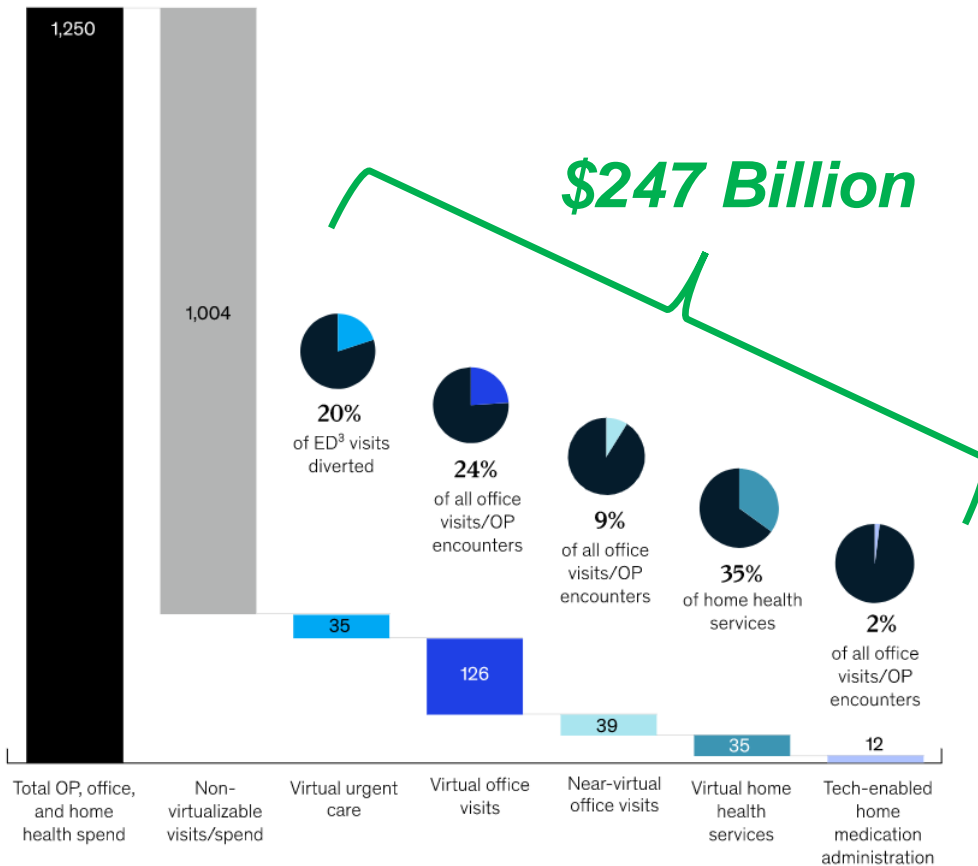 1,250
$247 Billion
1,004
20%
of ED³ visits
diverted
24%
of all office
visits/OP
encounters
9%
of all office
visits/OP
encounters
35%
of home health
services
2%
of all office
visits/OP
encounters
35
126
39
35
12
Total OP, office,
and home
health spend
Non-
virtualizable
visits/spend
Virtual urgent
care
Virtual office
visits
Near-virtual
office visits
Virtual home
health
services
Tech-enabled
home
medication
administration